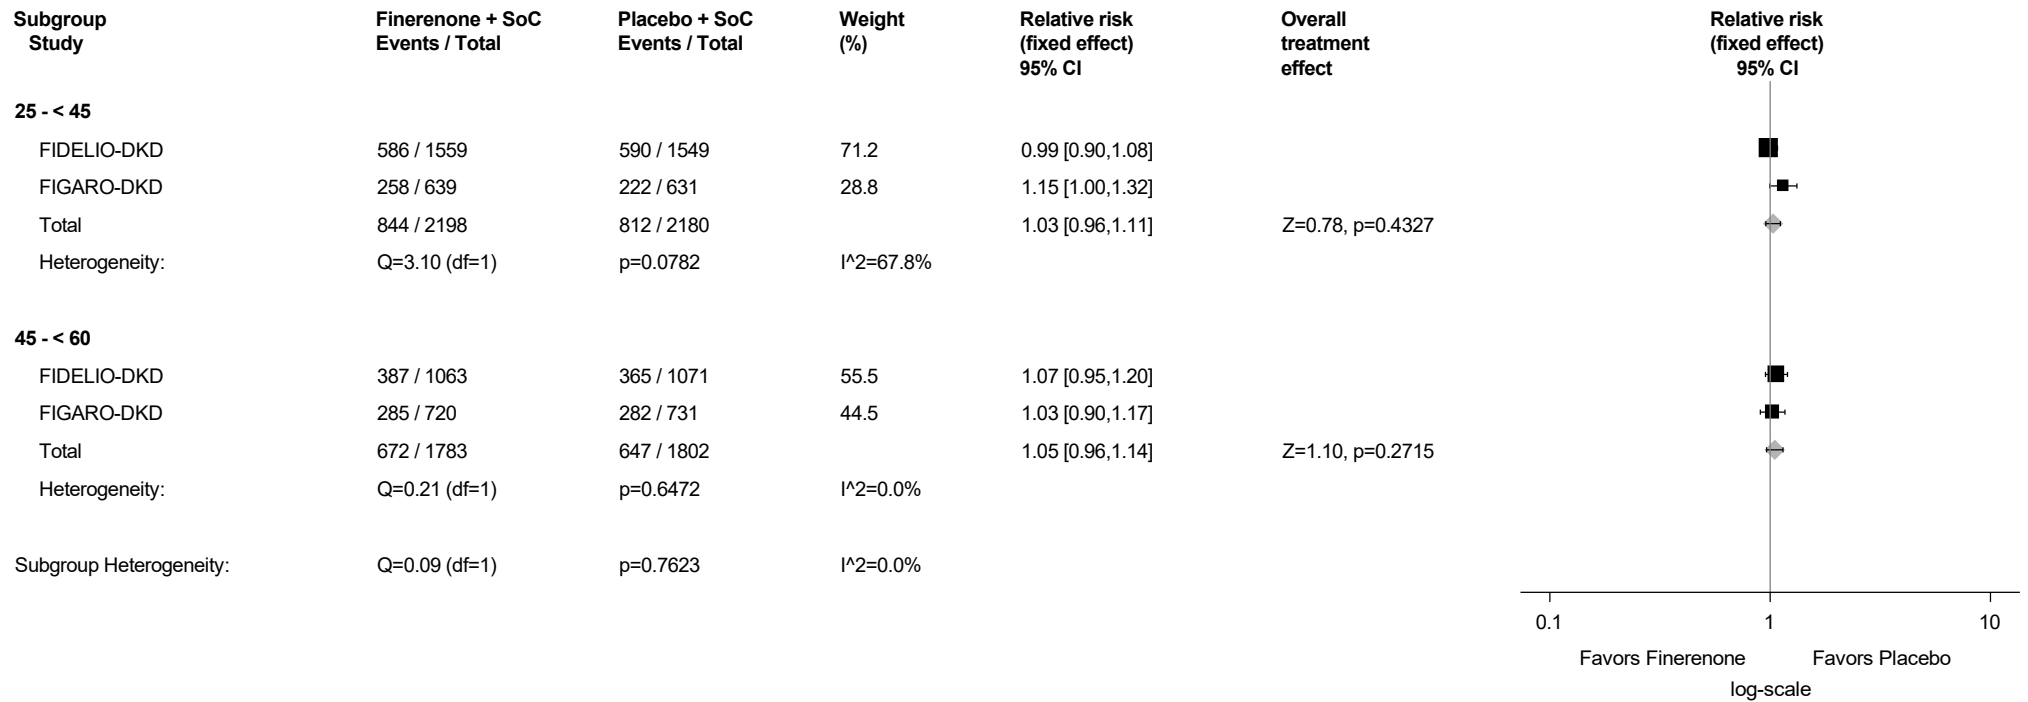 Subgroup Finerenone + SoC Placebo + SoC Weight Relative risk Overall Relative risk
Study Events / Total Events / Total (%) (fixed effect) treatment (fixed effect)
95% CI effect 95% CI
25 - < 45
FIDELIO-DKD 586 / 1559 590 / 1549 71.2 0.99 [0.90,1.08]
FIGARO-DKD 258 / 639 222 / 631 28.8 1.15 [1.00,1.32]
Total 844 / 2198 812 / 2180 1.03 [0.96,1.11] Z=0.78, p=0.4327
Heterogeneity: Q=3.10 (df=1) p=0.0782 I^2=67.8%
45 - < 60
FIDELIO-DKD 387 / 1063 365 / 1071 55.5 1.07 [0.95,1.20]
FIGARO-DKD 285 / 720 282 / 731 44.5 1.03 [0.90,1.17]
Total 672 / 1783 647 / 1802 1.05 [0.96,1.14] Z=1.10, p=0.2715
Heterogeneity: Q=0.21 (df=1) p=0.6472 I^2=0.0%
Subgroup Heterogeneity: Q=0.09 (df=1) p=0.7623 I^2=0.0%
0.1 1 10
Favors Finerenone Favors Placebo
log-scale